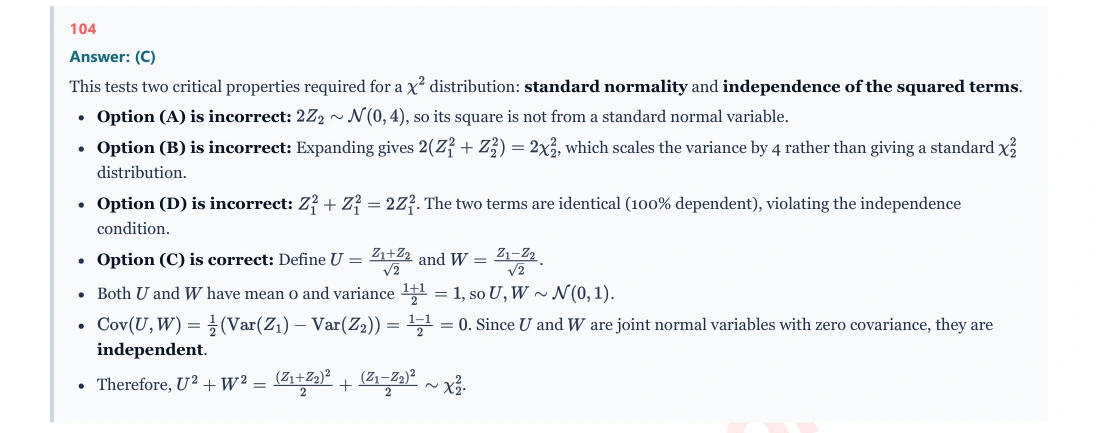 104
Answer: (C)
This tests two critical properties required for a χ² distribution: standard normality and independence of the squared terms.
• Option (A) is incorrect: 2Z₂ ∼ 𝒩(0, 4), so its square is not from a standard normal variable.
• Option (B) is incorrect: Expanding gives 2(Z₁² + Z₂²) = 2χ₂², which scales the variance by 4 rather than giving a standard χ₂²
distribution.
• Option (D) is incorrect: Z₁² + Z₁² = 2Z₁². The two terms are identical (100% dependent), violating the independence
condition.
• Option (C) is correct: Define U = (Z₁+Z₂)/√2 and W = (Z₁−Z₂)/√2.
• Both U and W have mean 0 and variance (1+1)/2 = 1, so U, W ∼ 𝒩(0, 1).
• Cov(U, W) = 1/2(Var(Z₁) − Var(Z₂)) = (1−1)/2 = 0. Since U and W are joint normal variables with zero covariance, they are
independent.
• Therefore, U² + W² = (Z₁+Z₂)²/2 + (Z₁−Z₂)²/2 ∼ χ₂².